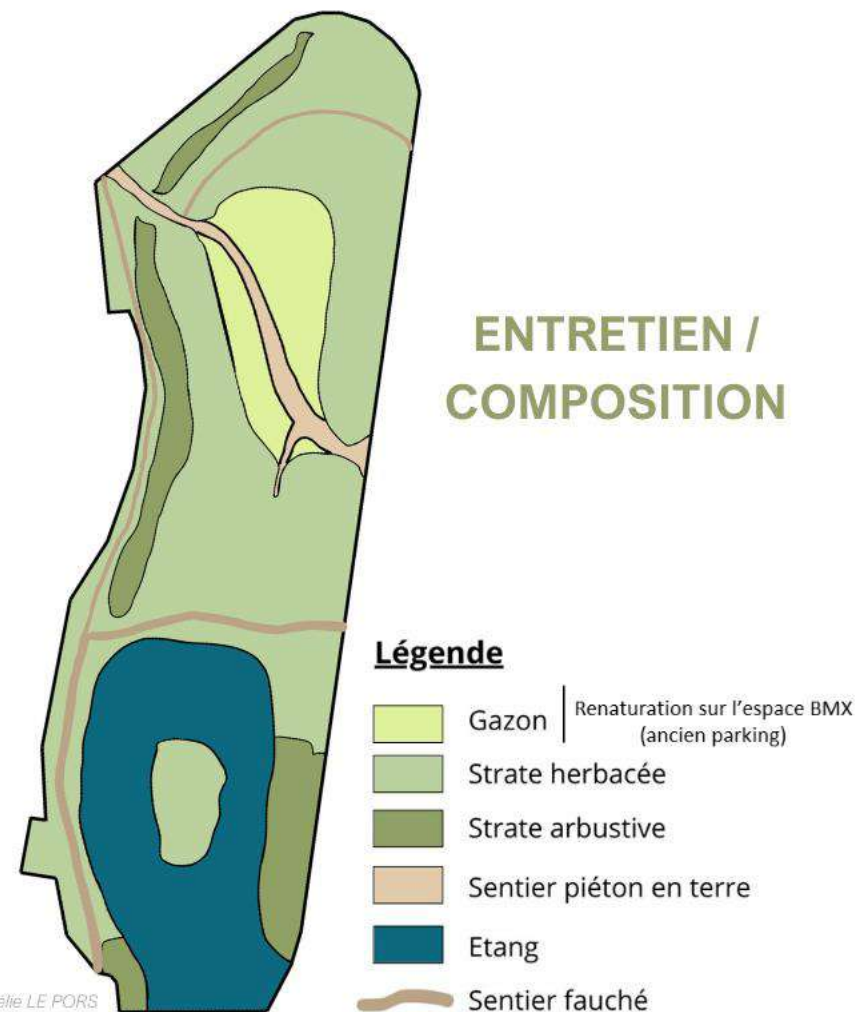 ENTRETIEN /
COMPOSITION
Légende
Gazon
Renaturation sur l'espace BMX
(ancien parking)
Strate herbacée
Strate arbustive
Sentier piéton en terre
Etang
Sentier fauché
LE PORS